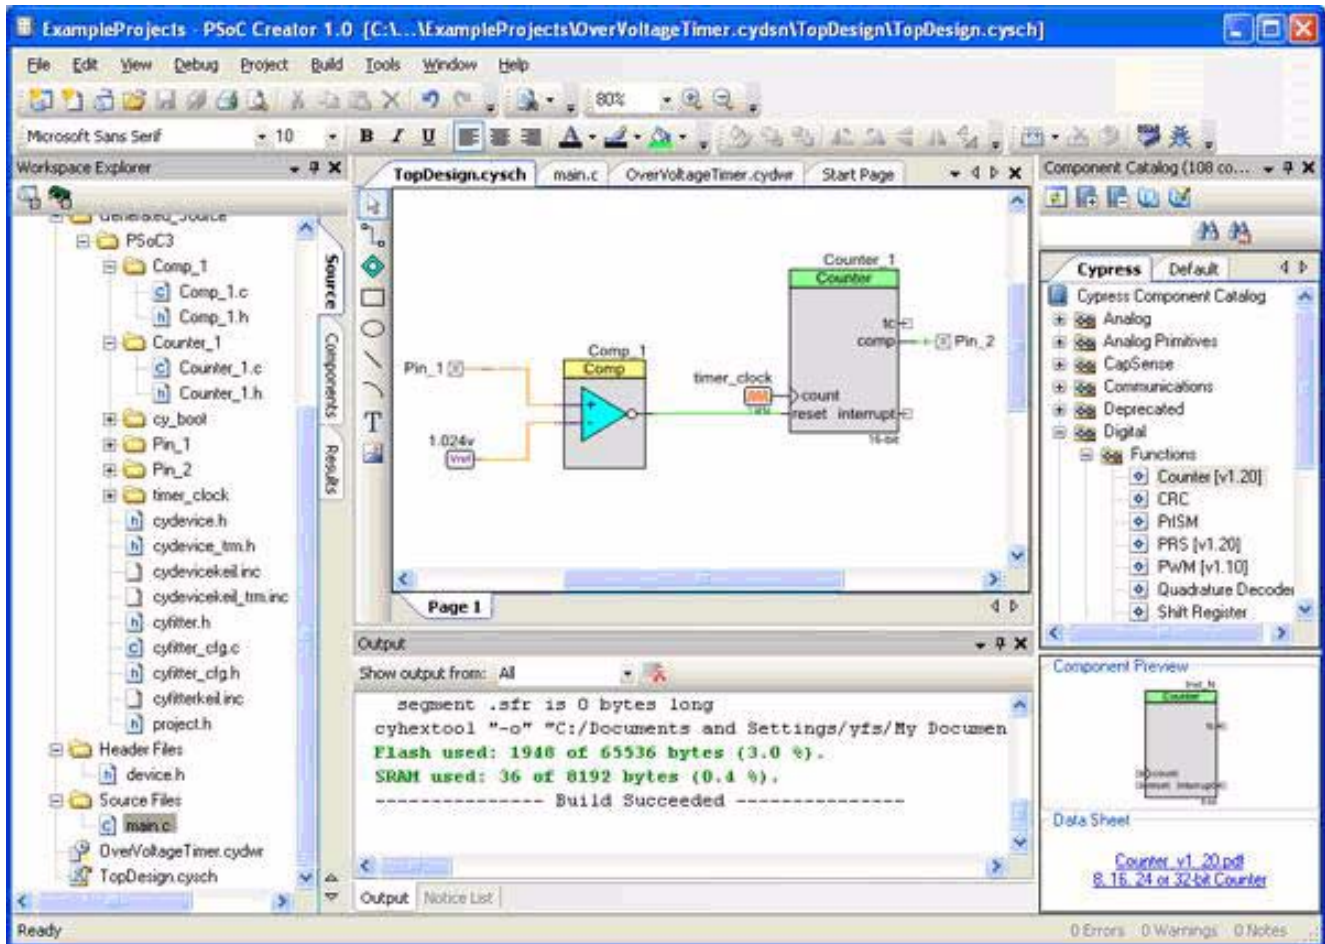 ExampleProjects - PSoC Creator 1.0 [C:\...\ExampleProjects\OverVoltageTimer.cydsn\TopDesign\TopDesign.cysch]
File Edit View Debug Project Build Tools Window Help
80%
Microsoft Sans Serif 10 B I U A
Workspace Explorer
Generated_Source
PSoC3
Comp_1
Comp_1.c
Comp_1.h
Counter_1
Counter_1.c
Counter_1.h
cy_boot
Pin_1
Pin_2
timer_clock
cydevice.h
cydevice_trm.h
cydevicekeil.inc
cydevicekeil_trm.inc
cyfitter.h
cyfitter_cfg.c
cyfitter_cfg.h
cyfitterkeil.inc
project.h
Header Files
device.h
Source Files
main.c
OverVoltageTimer.cydwr
TopDesign.cysch
Source
Components
Results
TopDesign.cysch main.c OverVoltageTimer.cydwr Start Page
T
Counter_1
Counter
tc
comp
Pin_2
Pin_1
Comp_1
Comp
timer_clock
count
reset interrupt
16-bit
1.024v
Vref
Page 1
Output
Show output from: All
segment .sfr is 0 bytes long
cyhextool "-o" "C:/Documents and Settings/yfs/My Documen
Flash used: 1948 of 65536 bytes (3.0 %).
SRAM used: 36 of 8192 bytes (0.4 %).
--------------- Build Succeeded ---------------
Output Notice List
Component Catalog (108 co...
Cypress Default
Cypress Component Catalog
Analog
Analog Primitives
CapSense
Communications
Deprecated
Digital
Functions
Counter [v1.20]
CRC
PrISM
PRS [v1.20]
PWM [v1.10]
Quadrature Decoder
Shift Register
Component Preview
Counter
Data Sheet
Counter_v1_20.pdf
8, 16, 24 or 32-bit Counter
Ready
0 Errors 0 Warnings 0 Notes